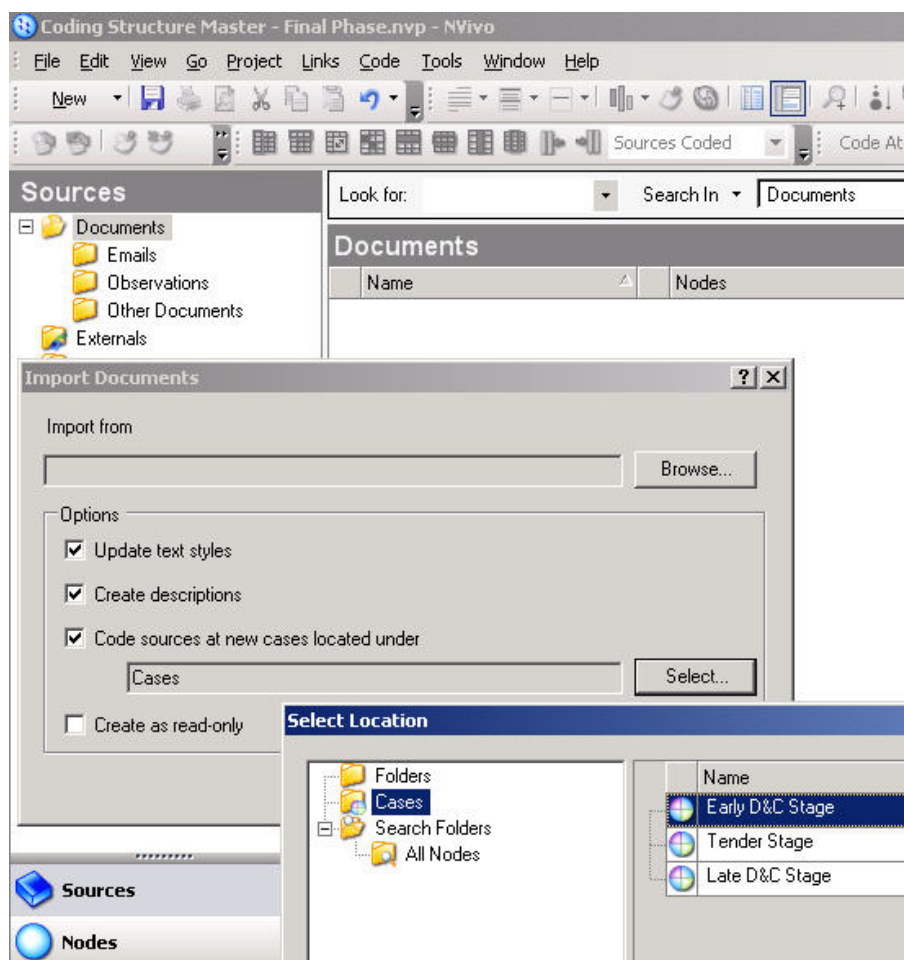 Coding Structure Master - Final Phase.nvp - NVivo
File Edit View Go Project Links Code Tools Window Help
New
Sources Coded Code At
Sources
Look for: Search In Documents
Documents
Emails
Observations
Other Documents
Externals
Documents
Name Nodes
Import Documents
Import from
Browse...
Options
Update text styles
Create descriptions
Code sources at new cases located under
Cases Select...
Create as read-only
Select Location
Folders
Cases
Search Folders
All Nodes
Name
Early D&C Stage
Tender Stage
Late D&C Stage
Sources
Nodes